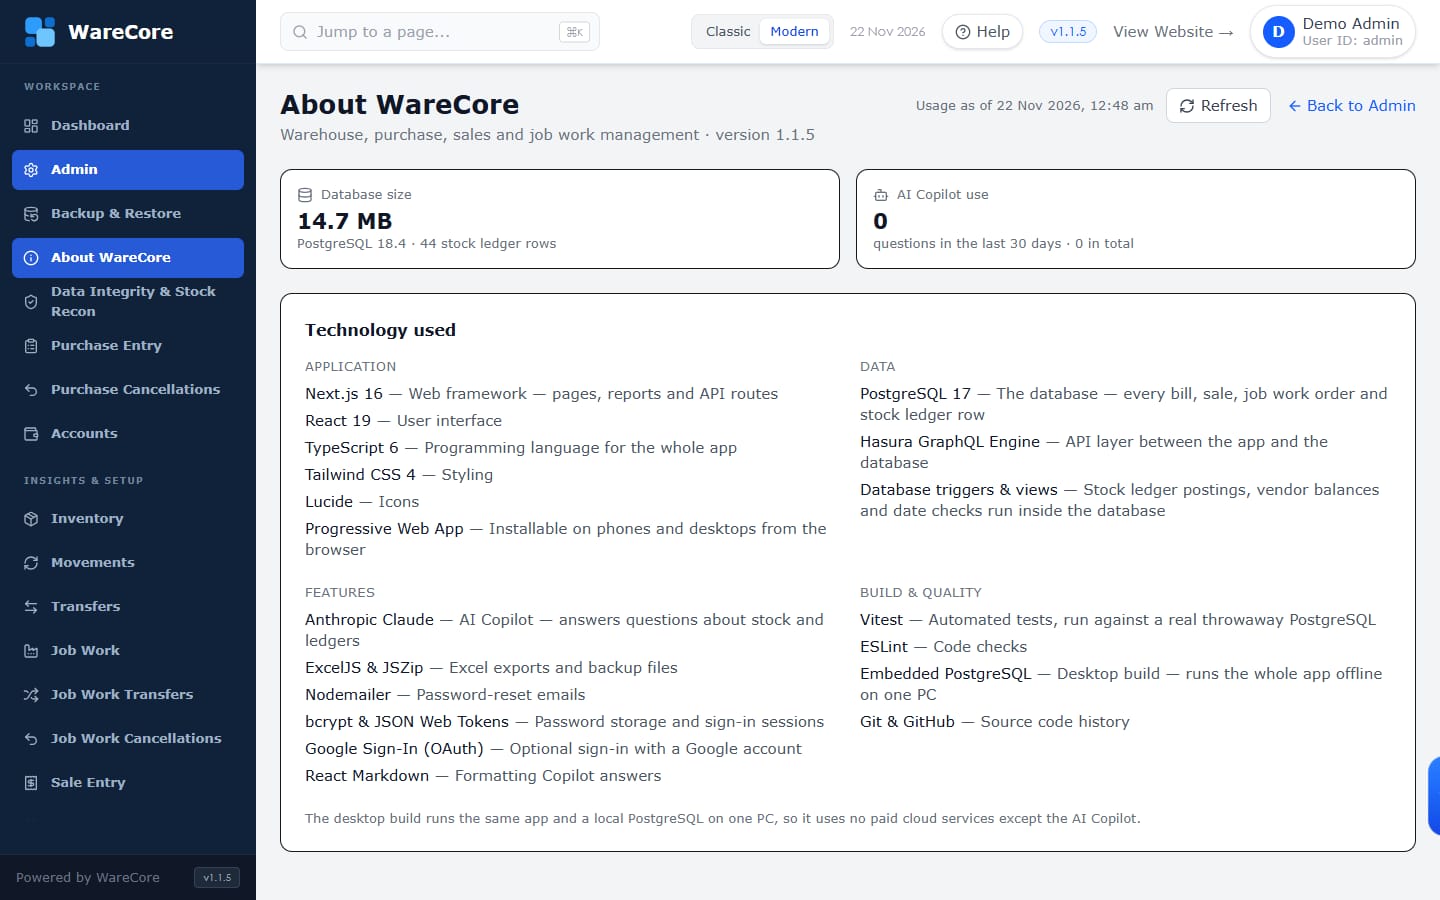 WareCore
Jump to a page...
⌘K
Classic
Modern
22 Nov 2026
Help
v1.1.5
View Website →
D
Demo Admin
User ID: admin
WORKSPACE
Dashboard
Admin
Backup & Restore
About WareCore
Data Integrity & Stock
Recon
Purchase Entry
Purchase Cancellations
Accounts
INSIGHTS & SETUP
Inventory
Movements
Transfers
Job Work
Job Work Transfers
Job Work Cancellations
Sale Entry
Powered by WareCore
v1.1.5
About WareCore
Warehouse, purchase, sales and job work management · version 1.1.5
Usage as of 22 Nov 2026, 12:48 am
Refresh
← Back to Admin
Database size
14.7 MB
PostgreSQL 18.4 · 44 stock ledger rows
AI Copilot use
0
questions in the last 30 days · 0 in total
Technology used
APPLICATION
Next.js 16 — Web framework — pages, reports and API routes
React 19 — User interface
TypeScript 6 — Programming language for the whole app
Tailwind CSS 4 — Styling
Lucide — Icons
Progressive Web App — Installable on phones and desktops from the
browser
DATA
PostgreSQL 17 — The database — every bill, sale, job work order and
stock ledger row
Hasura GraphQL Engine — API layer between the app and the
database
Database triggers & views — Stock ledger postings, vendor balances
and date checks run inside the database
FEATURES
Anthropic Claude — AI Copilot — answers questions about stock and
ledgers
ExcelJS & JSZip — Excel exports and backup files
Nodemailer — Password-reset emails
bcrypt & JSON Web Tokens — Password storage and sign-in sessions
Google Sign-In (OAuth) — Optional sign-in with a Google account
React Markdown — Formatting Copilot answers
BUILD & QUALITY
Vitest — Automated tests, run against a real throwaway PostgreSQL
ESLint — Code checks
Embedded PostgreSQL — Desktop build — runs the whole app offline
on one PC
Git & GitHub — Source code history
The desktop build runs the same app and a local PostgreSQL on one PC, so it uses no paid cloud services except the AI Copilot.